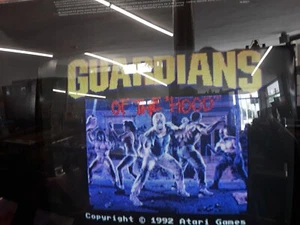 GUARDIANS
OF THE 'HOOD
Copyright © 1992 Atari Games